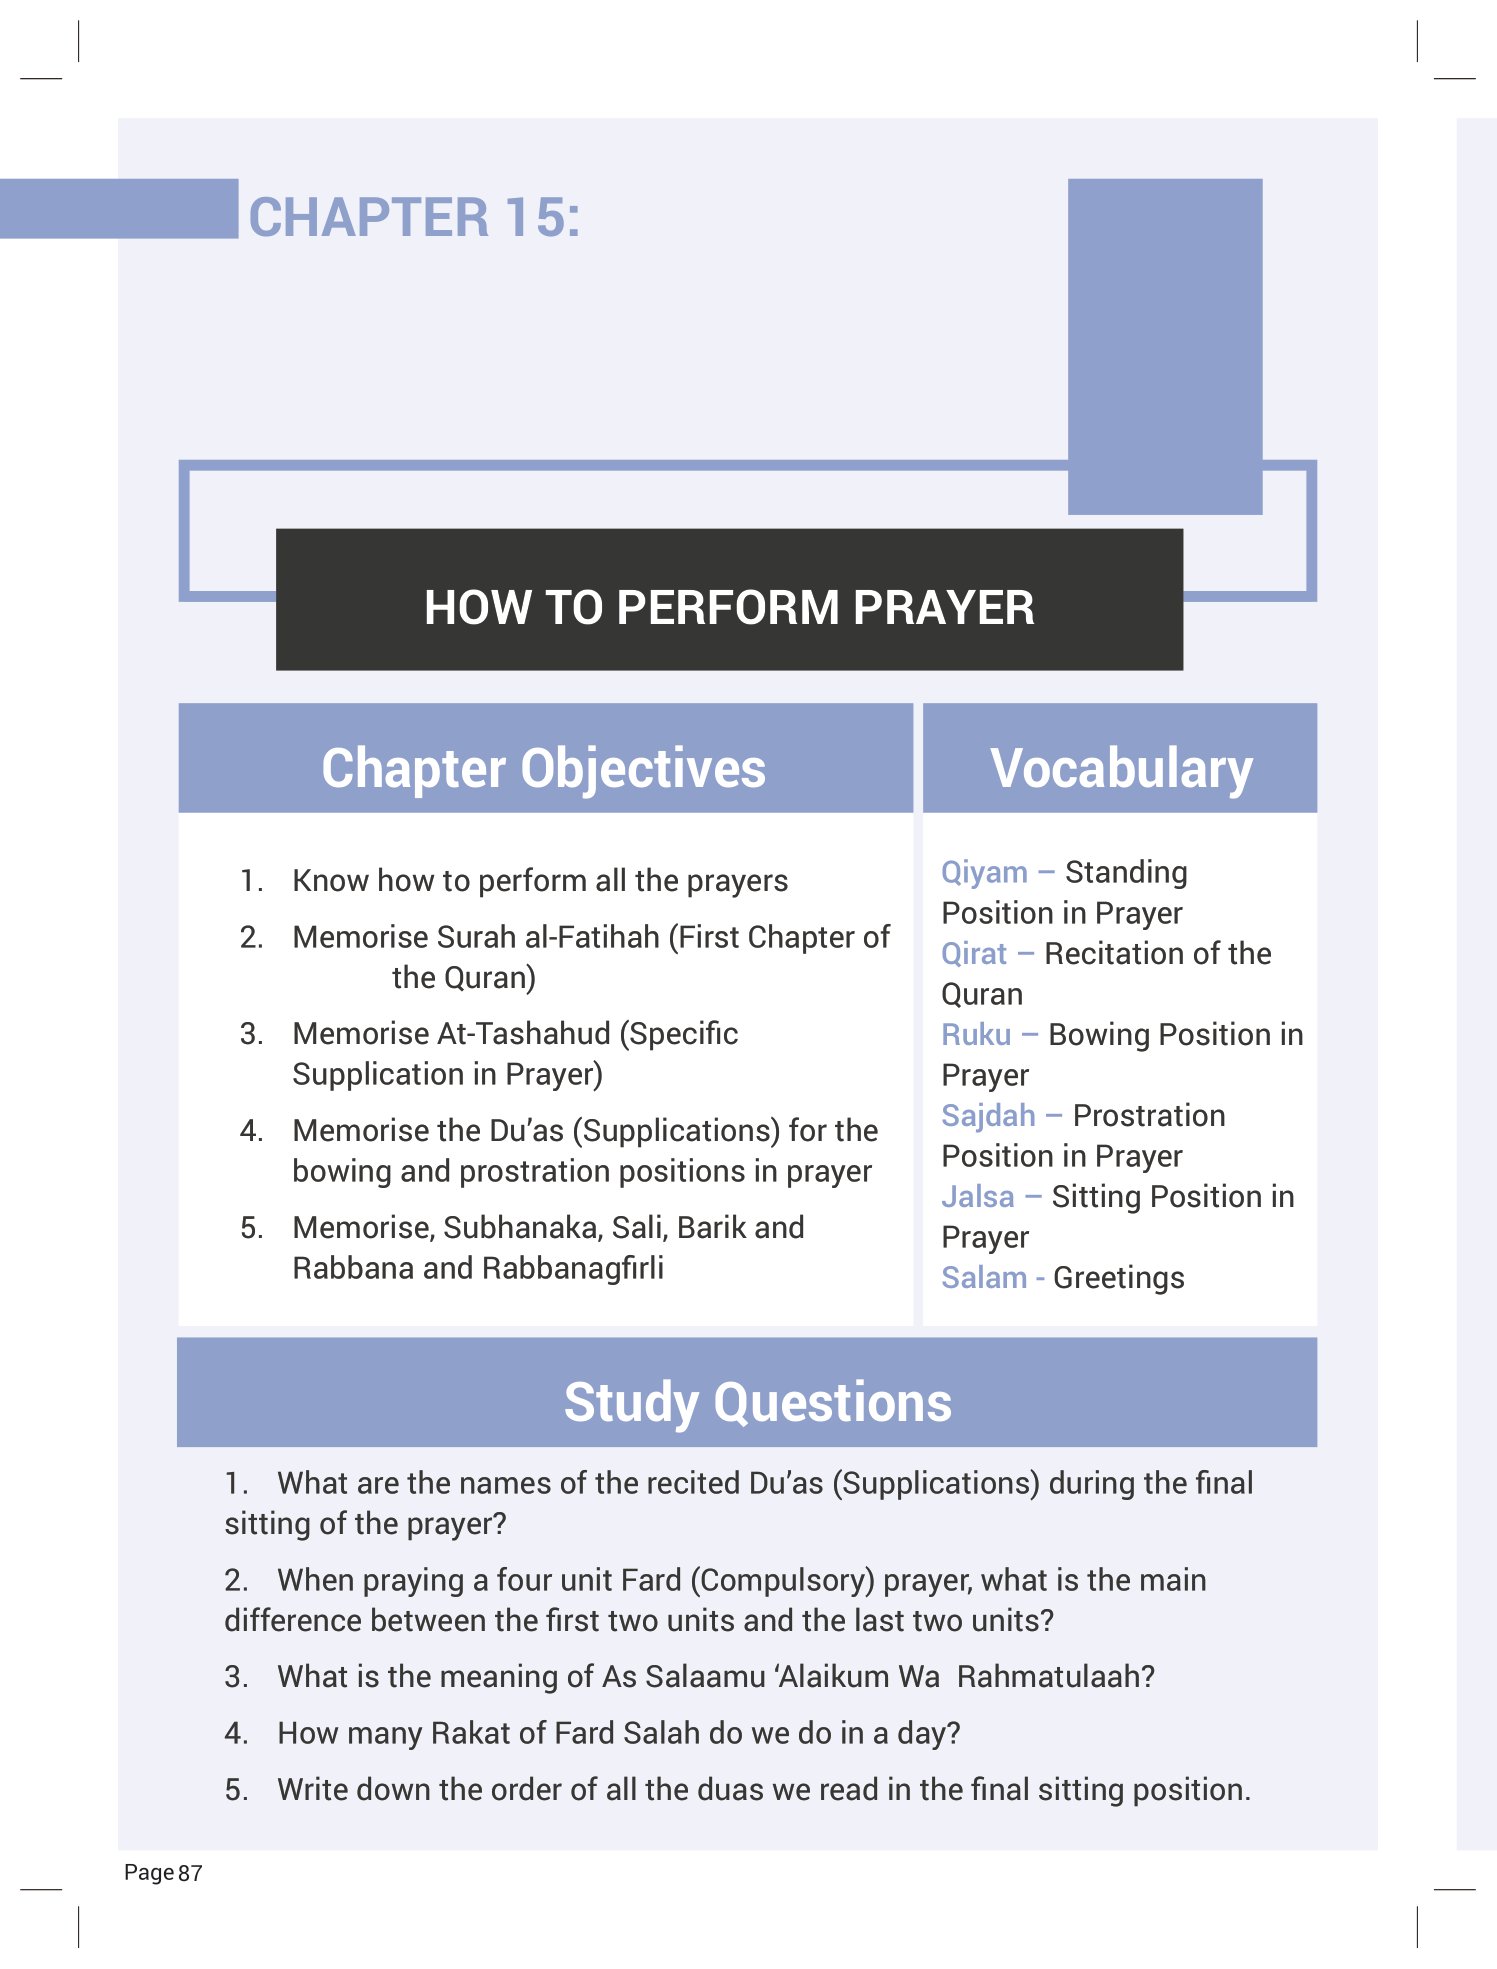 CHAPTER 15:
HOW TO PERFORM PRAYER
Chapter Objectives
1. Know how to perform all the prayers
2. Memorise Surah al-Fatihah (First Chapter of
the Quran)
3. Memorise At-Tashahud (Specific
Supplication in Prayer)
4. Memorise the Du’as (Supplications) for the
bowing and prostration positions in prayer
5. Memorise, Subhanaka, Sali, Barik and
Rabbana and Rabbanagfirli
Vocabulary
Qiyam – Standing
Position in Prayer
Qirat – Recitation of the
Quran
Ruku – Bowing Position in
Prayer
Sajdah – Prostration
Position in Prayer
Jalsa – Sitting Position in
Prayer
Salam - Greetings
Study Questions
1. What are the names of the recited Du’as (Supplications) during the final
sitting of the prayer?
2. When praying a four unit Fard (Compulsory) prayer, what is the main
difference between the first two units and the last two units?
3. What is the meaning of As Salaamu ‘Alaikum Wa  Rahmatulaah?
4. How many Rakat of Fard Salah do we do in a day?
5. Write down the order of all the duas we read in the final sitting position.
Page 87